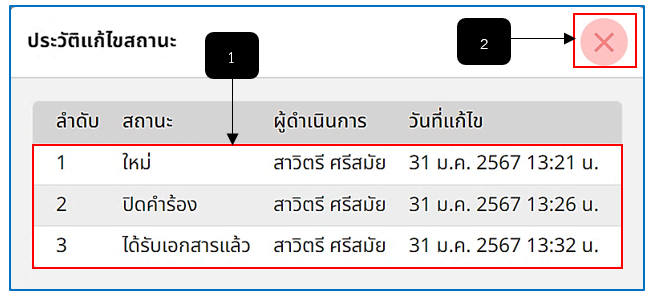 ประวัติแก้ไขสถานะ
1
2
ลำดับ สถานะ ผู้ดำเนินการ วันที่แก้ไข
1 ใหม่ สาวิตรี ศรีสมัย 31 ม.ค. 2567 13:21 น.
2 ปิดคำร้อง สาวิตรี ศรีสมัย 31 ม.ค. 2567 13:26 น.
3 ได้รับเอกสารแล้ว สาวิตรี ศรีสมัย 31 ม.ค. 2567 13:32 น.